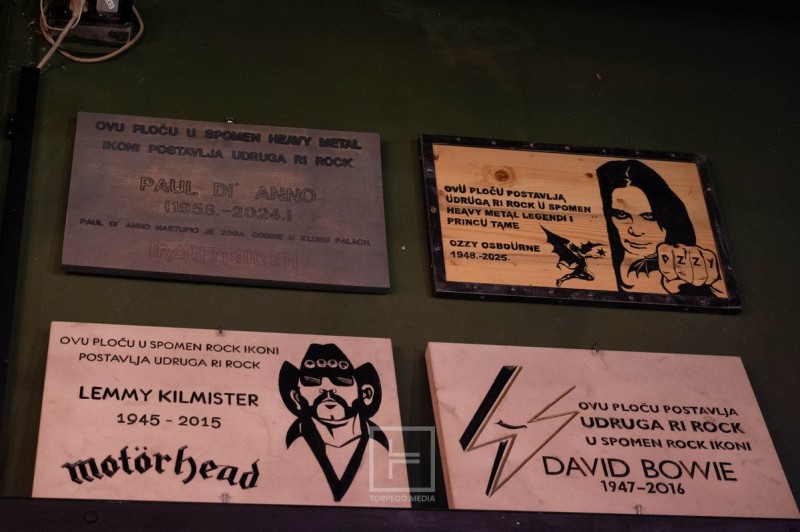 OVU PLOČU U SPOMEN HEAVY METAL
IKONI POSTAVLJA UDRUGA RI ROCK
PAUL DI' ANNO
(1958.-2024.)
PAUL DI' ANNO NASTUPIO JE 2006. GODINE U KLUBU PALACH.
IRON MAIDEN
OVU PLOČU POSTAVLJA
UDRUGA RI ROCK U SPOMEN
HEAVY METAL LEGENDI I
PRINCU TAME
OZZY OSBOURNE
1948.-2025.
OZZY
OVU PLOČU U SPOMEN ROCK IKONI
POSTAVLJA UDRUGA RI ROCK
LEMMY KILMISTER
1945 - 2015
motörhead
OVU PLOČU POSTAVLJA
UDRUGA RI ROCK
U SPOMEN ROCK IKONI
DAVID BOWIE
1947-2016
TORPEDO.MEDIA